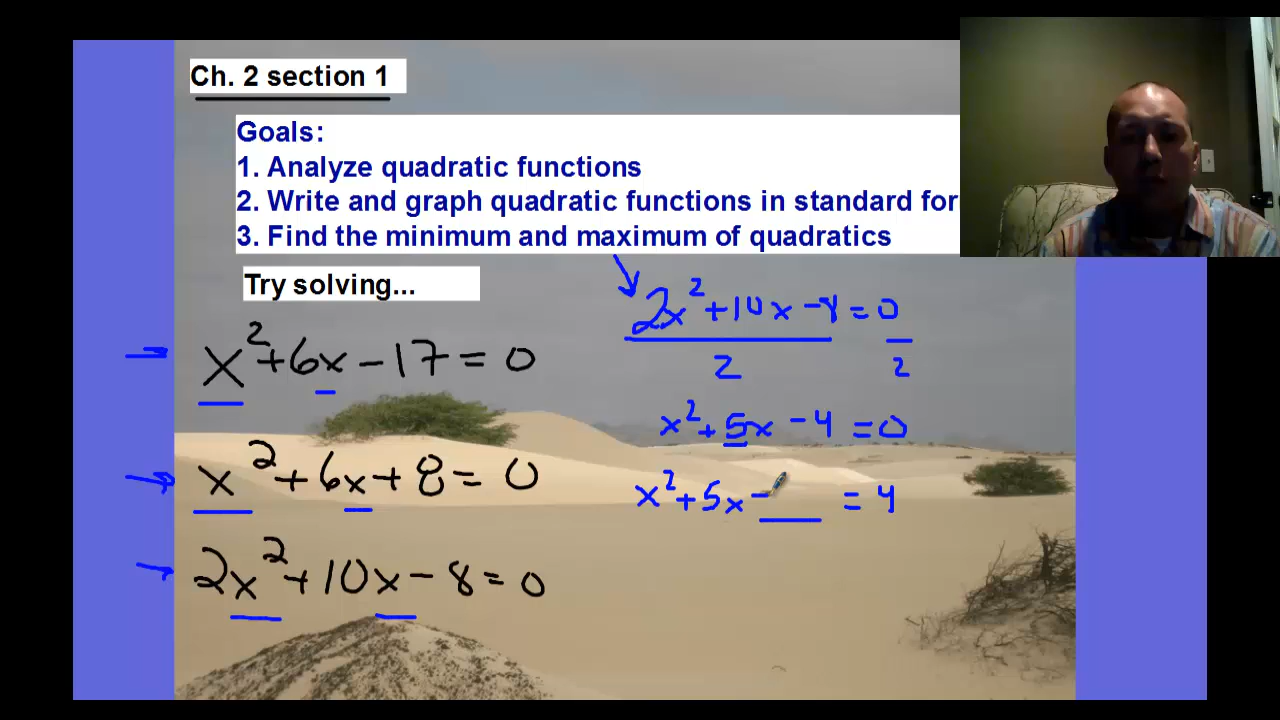 Ch. 2 section 1
Goals:
1. Analyze quadratic functions
2. Write and graph quadratic functions in standard for
3. Find the minimum and maximum of quadratics
Try solving...
x²+6x-17=0
x²+6x+8=0
2x²+10x-8=0
2x²+10x-8=0
2 2
x²+5x-4=0
x²+5x-__=4